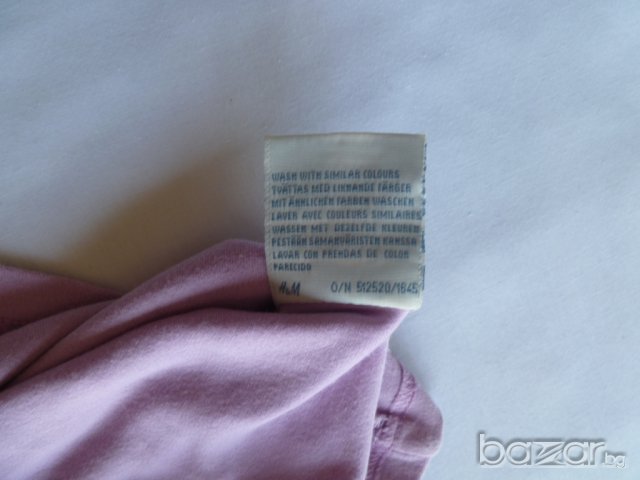 WASH WITH SIMILAR COLOURS
TVÄTTAS MED LIKNANDE FÄRGER
MIT ÄHNLICHEN FARBEN WASCHEN
LAVER AVEC COULEURS SIMILAIRES
WASSEN MET DEZELFDE KLEUREN
PESTÄÄN SAMANVÄRISTEN KANSSA
LAVAR CON PRENDAS DE COLOR
PARECIDO
H&M O/N 512520/1845
bazar.bg